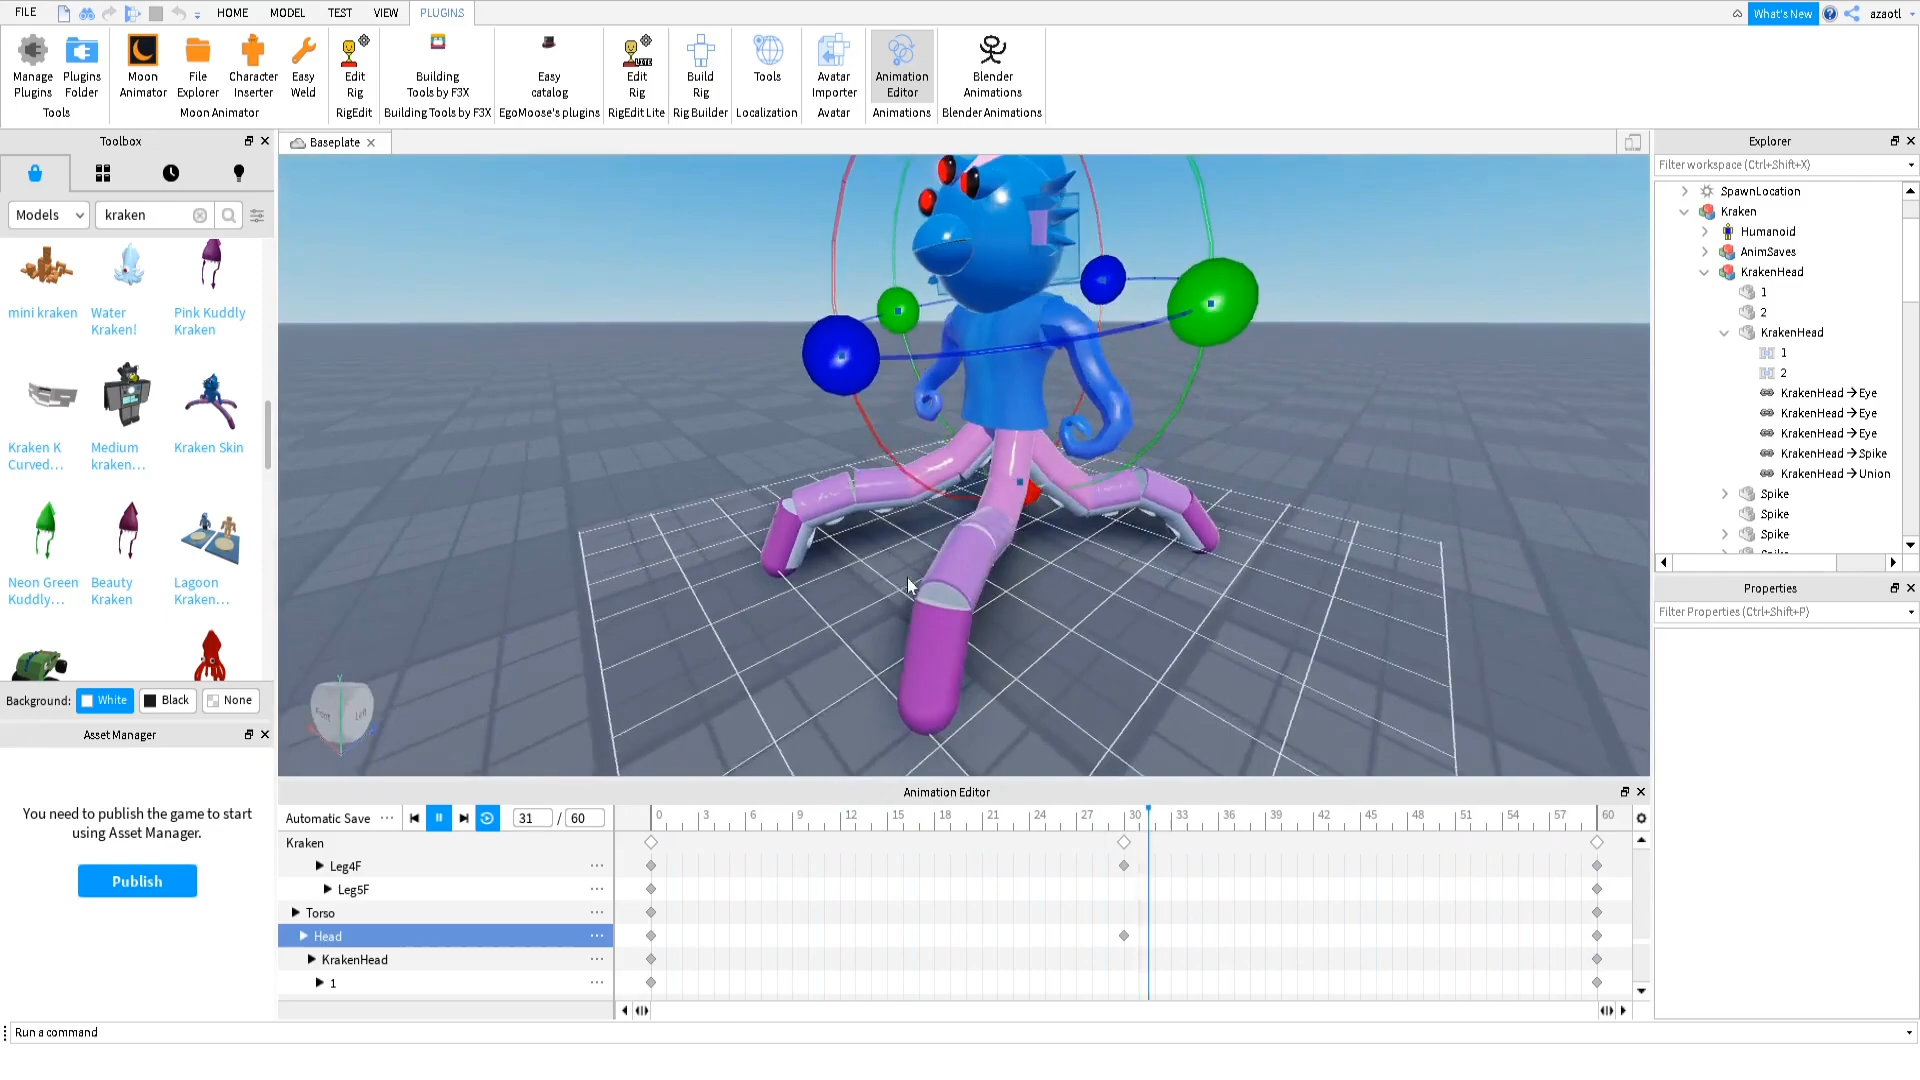 FILE HOME MODEL TEST VIEW PLUGINS What's New azaotl
Manage Plugins
Plugins Folder
Moon Animator
File Explorer
Character Inserter
Easy Weld
Edit Rig
Building Tools by F3X
Easy catalog
Edit Rig
Build Rig
Tools
Avatar Importer
Animation Editor
Blender Animations
Tools Moon Animator RigEdit Building Tools by F3X EgoMoose's plugins RigEdit Lite Rig Builder Localization Avatar Animations Blender Animations
Toolbox
Models kraken
mini kraken
Water Kraken!
Pink Kuddly Kraken
Kraken K Curved...
Medium kraken...
Kraken Skin
Neon Green Kuddly...
Beauty Kraken
Lagoon Kraken...
Background: White Black None
Asset Manager
You need to publish the game to start
using Asset Manager.
Publish
Baseplate
Front Left
Y
Explorer
Filter workspace (Ctrl+Shift+X)
SpawnLocation
Kraken
Humanoid
AnimSaves
KrakenHead
1
2
KrakenHead
1
2
KrakenHead→Eye
KrakenHead→Eye
KrakenHead→Eye
KrakenHead→Spike
KrakenHead→Union
Spike
Spike
Spike
Properties
Filter Properties (Ctrl+Shift+P)
Animation Editor
Automatic Save ... 31 / 60
0 3 6 9 12 15 18 21 24 27 30 33 36 39 42 45 48 51 54 57 60
Kraken
Leg4F ...
Leg5F ...
Torso ...
Head ...
KrakenHead ...
1 ...
Run a command